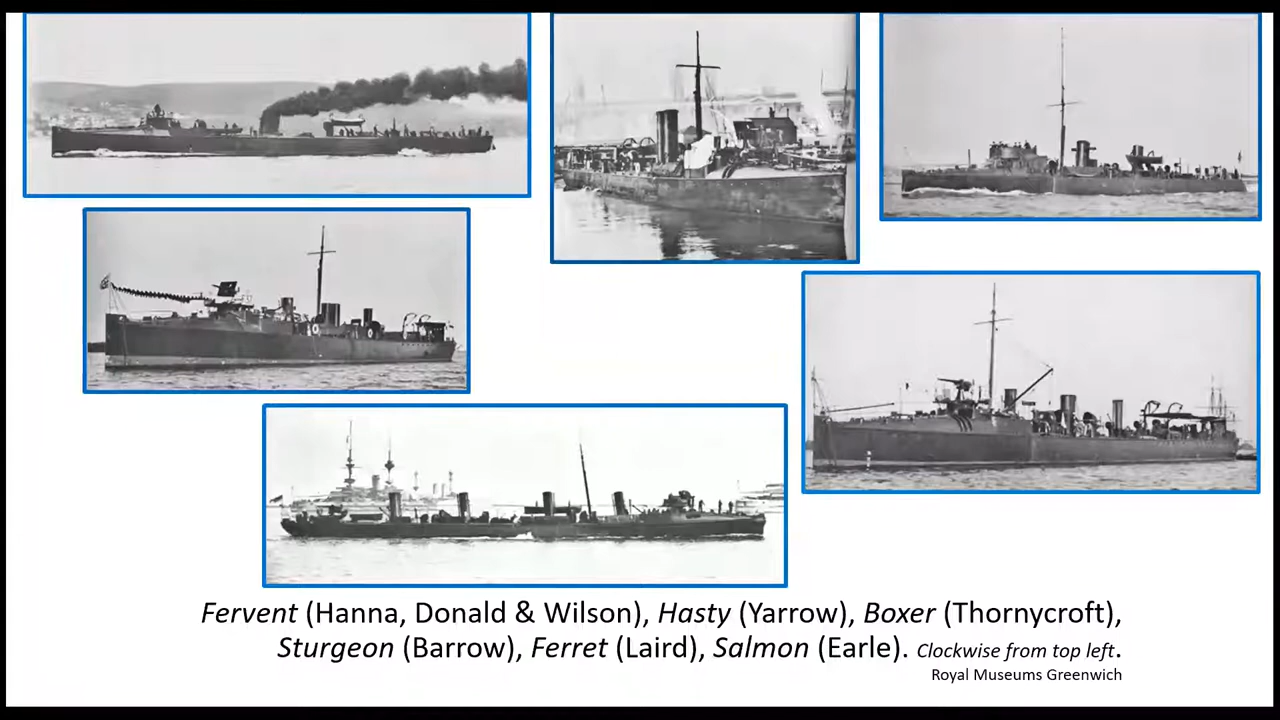 Fervent (Hanna, Donald & Wilson), Hasty (Yarrow), Boxer (Thornycroft),
Sturgeon (Barrow), Ferret (Laird), Salmon (Earle). Clockwise from top left.
Royal Museums Greenwich